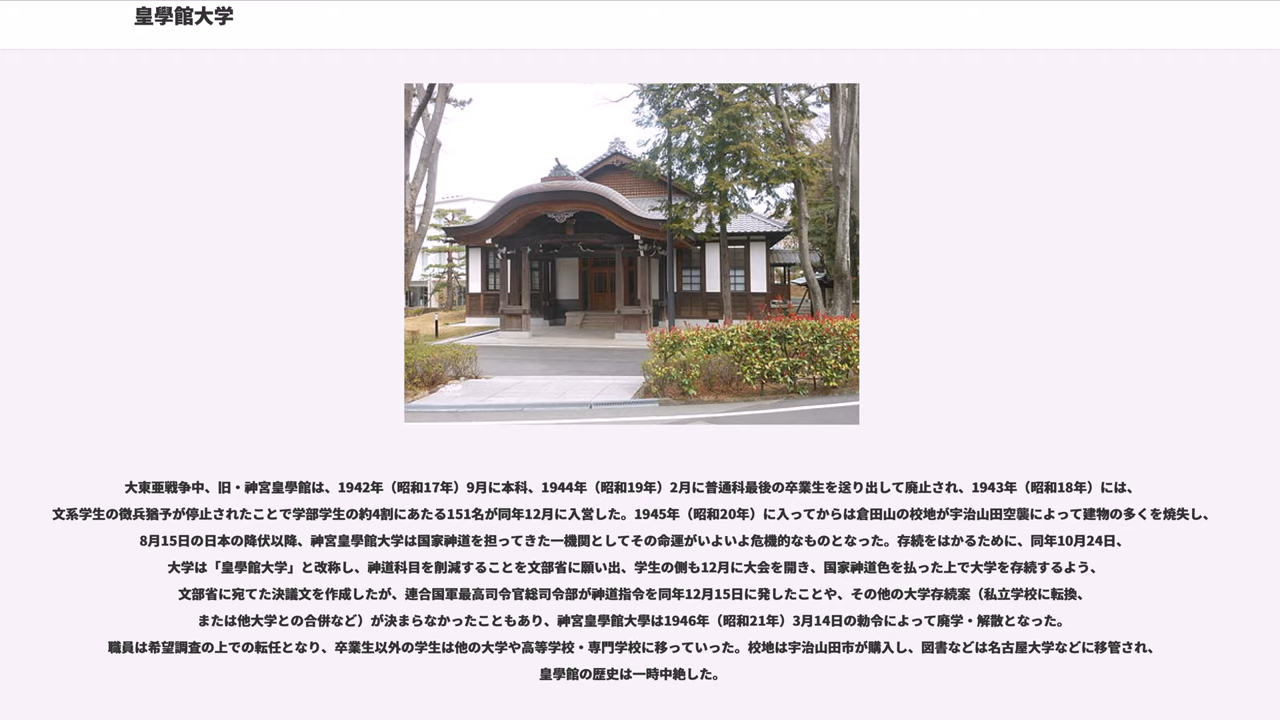 皇學館大学
大東亜戦争中、旧・神宮皇學館は、1942年（昭和17年）9月に本科、1944年（昭和19年）2月に普通科最後の卒業生を送り出して廃止され、1943年（昭和18年）には、
文系学生の徴兵猶予が停止されたことで学部学生の約4割にあたる151名が同年12月に入営した。1945年（昭和20年）に入ってからは倉田山の校地が宇治山田空襲によって建物の多くを焼失し、
8月15日の日本の降伏以降、神宮皇學館大学は国家神道を担ってきた一機関としてその命運がいよいよ危機的なものとなった。存続をはかるために、同年10月24日、
大学は「皇學館大学」と改称し、神道科目を削減することを文部省に願い出、学生の側も12月に大会を開き、国家神道色を払った上で大学を存続するよう、
文部省に宛てた決議文を作成したが、連合国軍最高司令官総司令部が神道指令を同年12月15日に発したことや、その他の大学存続案（私立学校に転換、
または他大学との合併など）が決まらなかったこともあり、神宮皇學館大學は1946年（昭和21年）3月14日の勅令によって廃学・解散となった。
職員は希望調査の上での転任となり、卒業生以外の学生は他の大学や高等学校・専門学校に移っていった。校地は宇治山田市が購入し、図書などは名古屋大学などに移管され、
皇學館の歴史は一時中絶した。